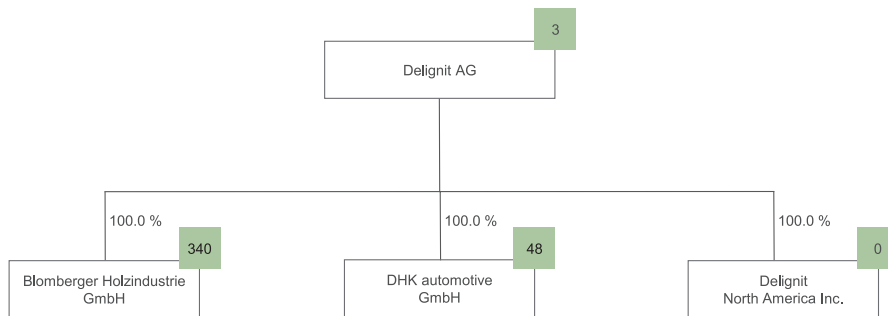 3
Delignit AG
100.0 %
100.0 %
100.0 %
340
48
0
Blomberger Holzindustrie
GmbH
DHK automotive
GmbH
Delignit
North America Inc.